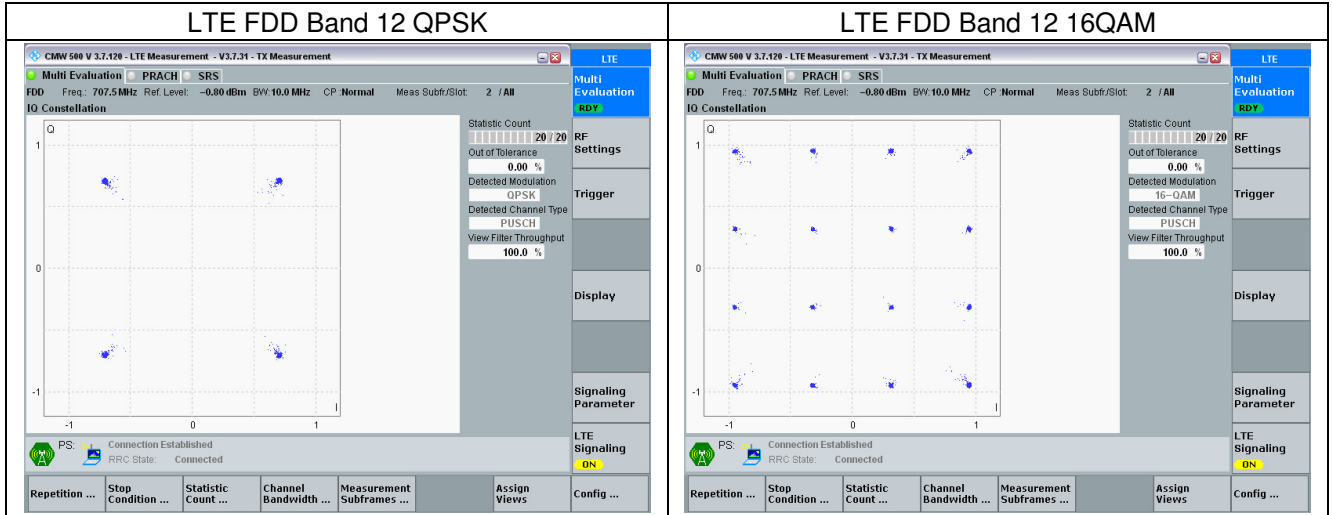 LTE FDD Band 12 QPSK
CMW 500 V 3.7.120 - LTE Measurement - V3.7.31 - TX Measurement
LTE
Multi Evaluation PRACH SRS
Multi Evaluation
RDY
FDD Freq.: 707.5 MHz Ref. Level: -0.80 dBm BW: 10.0 MHz CP :Normal Meas Subfr./Slot: 2 / All
IQ Constellation
Q
1
0
-1
-1 0 1
I
Statistic Count
20 / 20
Out of Tolerance
0.00 %
Detected Modulation
QPSK
Detected Channel Type
PUSCH
View Filter Throughput
100.0 %
RF
Settings
Trigger
Display
Signaling
Parameter
LTE
Signaling
ON
PS: Connection Established
RRC State: Connected
Repetition ...
Stop
Condition ...
Statistic
Count ...
Channel
Bandwidth ...
Measurement
Subframes ...
Assign
Views
Config ...
LTE FDD Band 12 16QAM
CMW 500 V 3.7.120 - LTE Measurement - V3.7.31 - TX Measurement
LTE
Multi Evaluation PRACH SRS
Multi
Evaluation
RDY
FDD Freq.: 707.5 MHz Ref. Level: -0.80 dBm BW: 10.0 MHz CP :Normal Meas Subfr./Slot: 2 / All
IQ Constellation
Q
1
0
-1
-1 0 1
I
Statistic Count
20 / 20
Out of Tolerance
0.00 %
Detected Modulation
16-QAM
Detected Channel Type
PUSCH
View Filter Throughput
100.0 %
RF
Settings
Trigger
Display
Signaling
Parameter
LTE
Signaling
ON
PS: Connection Established
RRC State: Connected
Repetition ...
Stop
Condition ...
Statistic
Count ...
Channel
Bandwidth ...
Measurement
Subframes ...
Assign
Views
Config ...